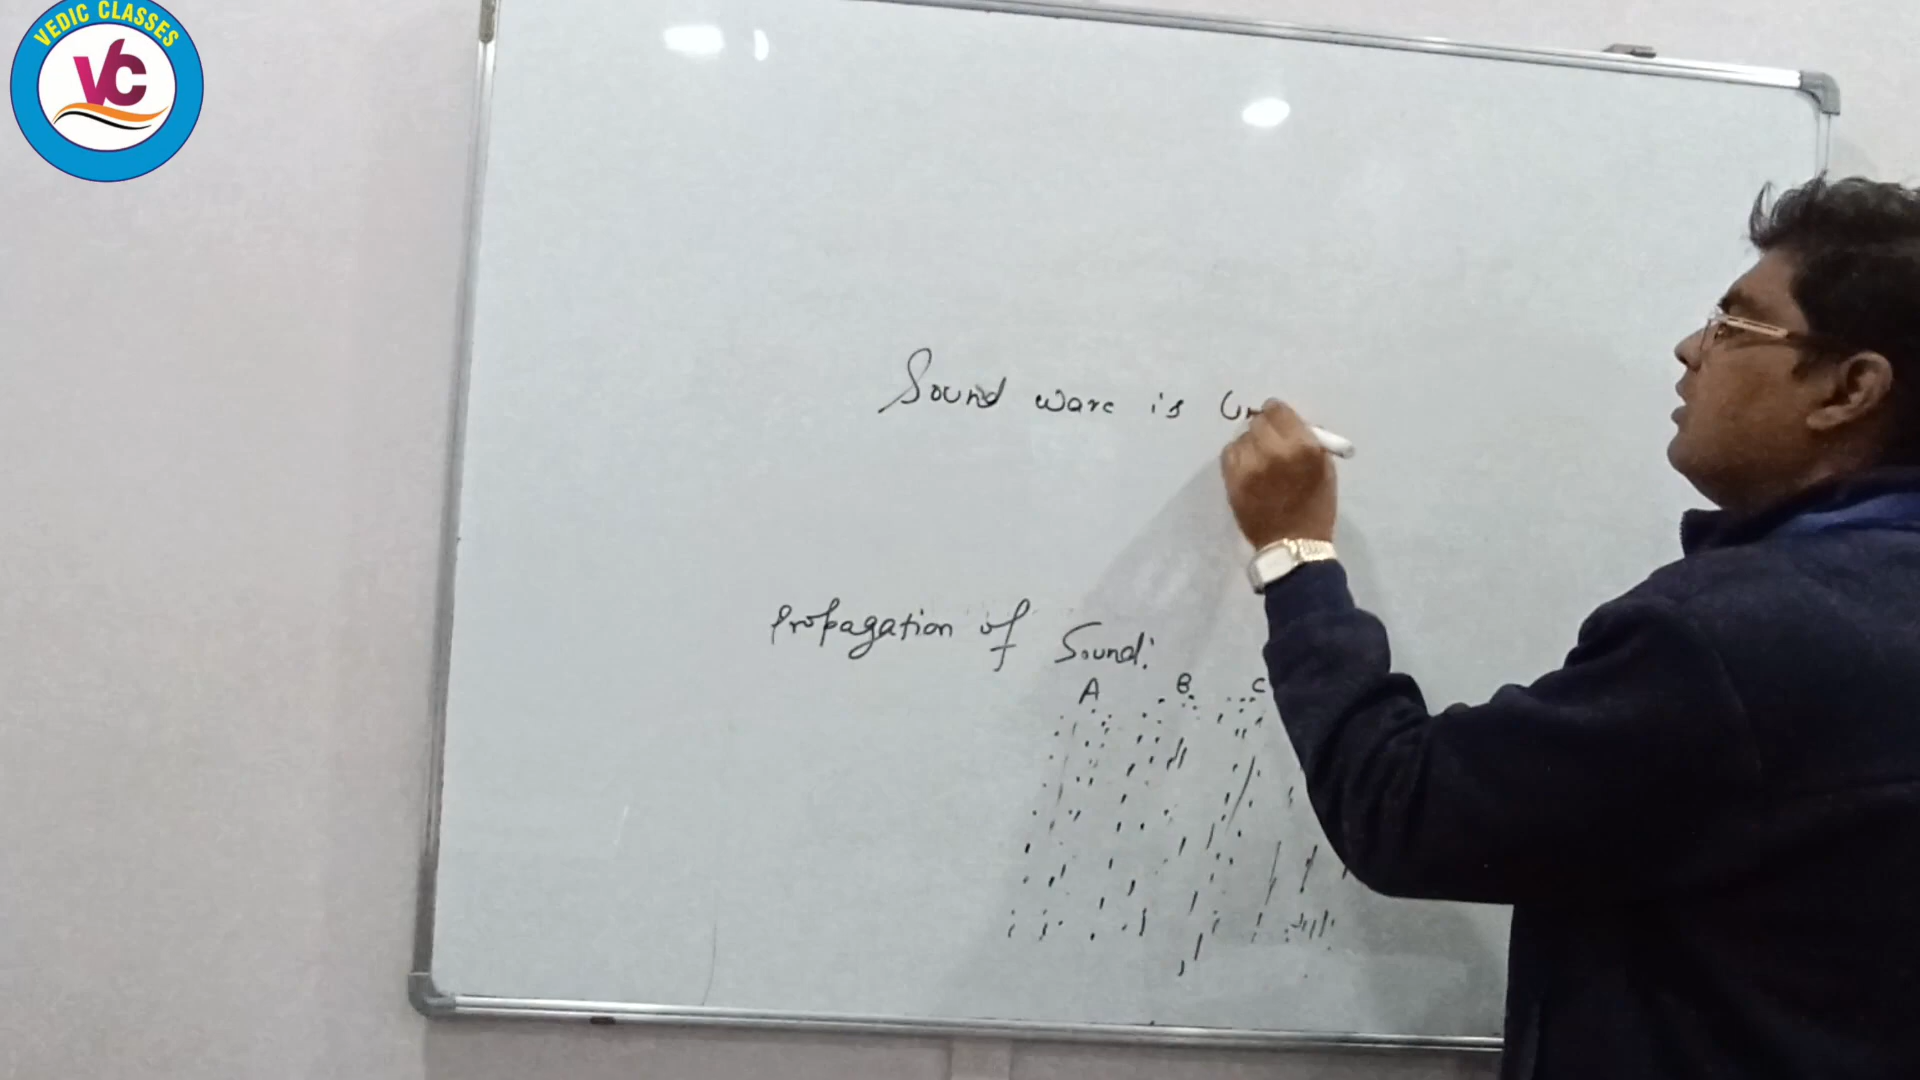 VEDIC CLASSES
VC
Sound wave is
Propagation of Sound:
A B C